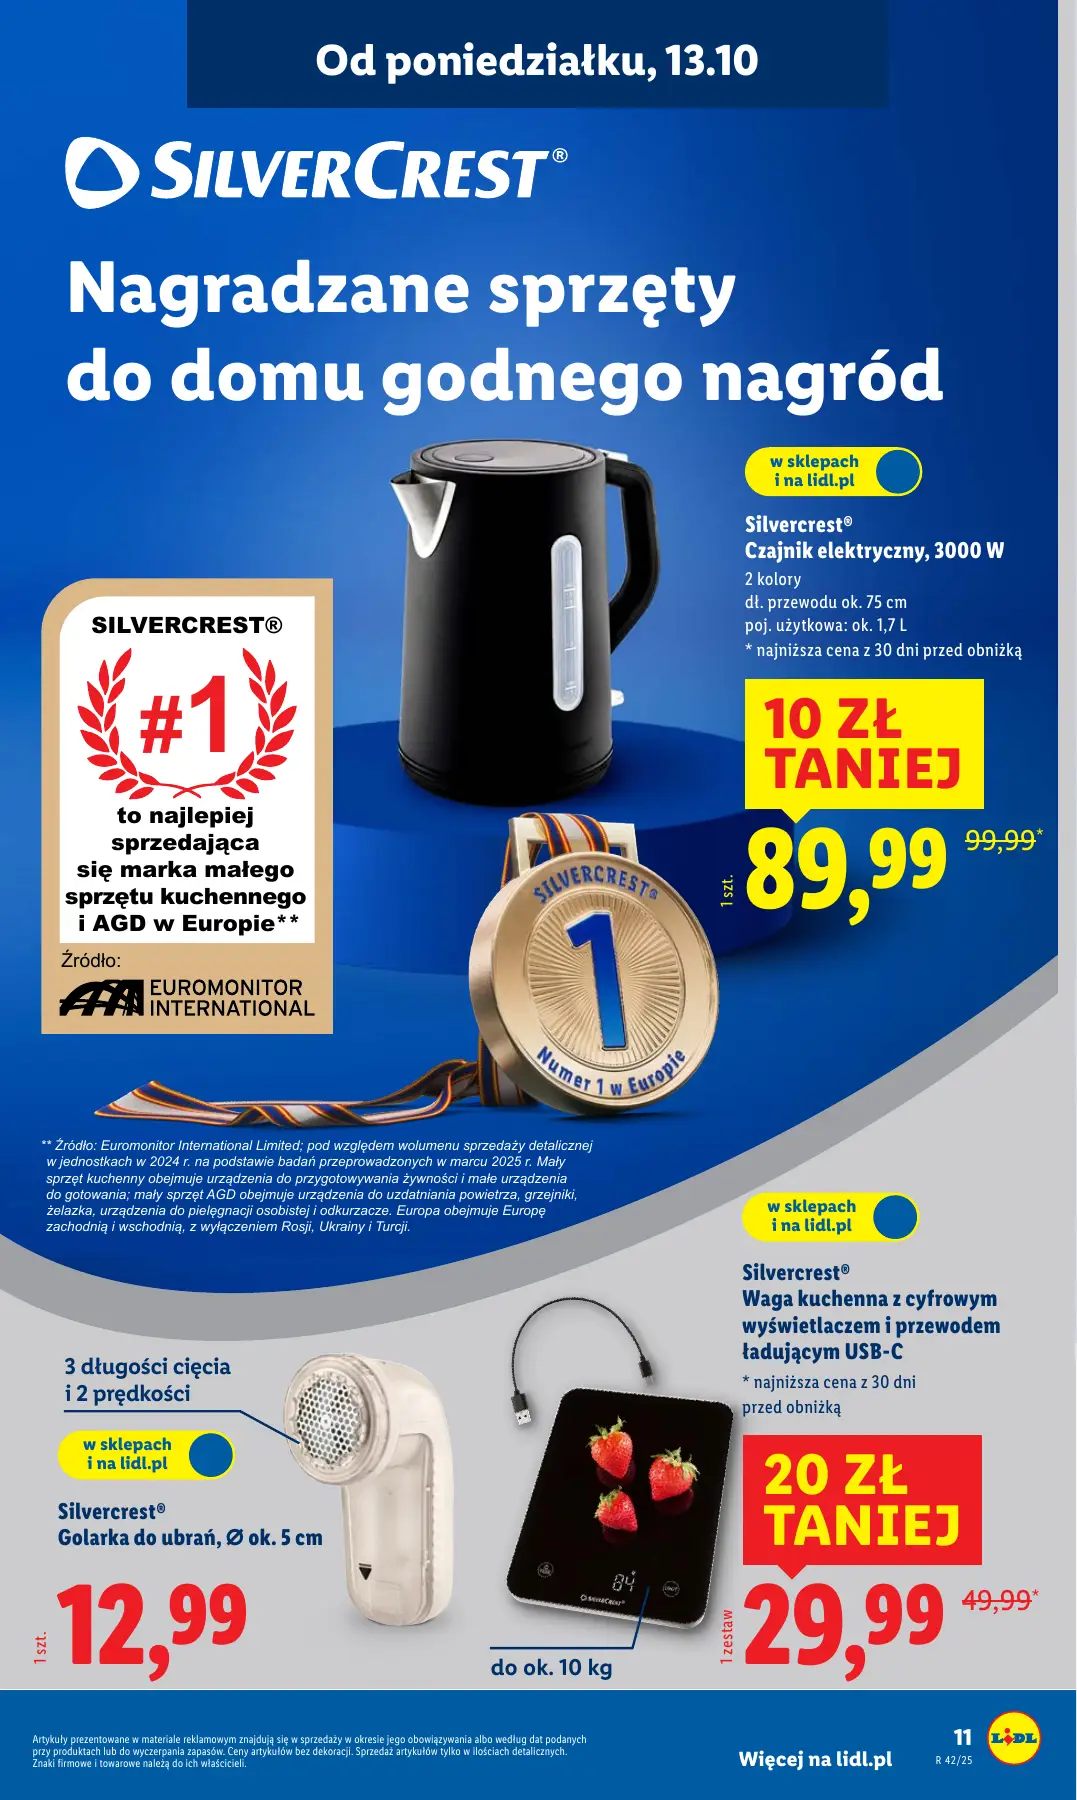 Od poniedziałku, 13.10
SILVERCREST®
Nagradzane sprzęty
do domu godnego nagród
w sklepach
i na lidl.pl
Silvercrest®
Czajnik elektryczny, 3000 W
2 kolory
dł. przewodu ok. 75 cm
poj. użytkowa: ok. 1,7 L
* najniższa cena z 30 dni przed obniżką
10 ZŁ
TANIEJ
89,99
99,99*
1 szt.
SILVERCREST®
#1
to najlepiej
sprzedająca
się marka małego
sprzętu kuchennego
i AGD w Europie**
Źródło:
EUROMONITOR
INTERNATIONAL
SILVERCREST®
1
Numer 1 w Europie
** Źródło: Euromonitor International Limited; pod względem wolumenu sprzedaży detalicznej
w jednostkach w 2024 r. na podstawie badań przeprowadzonych w marcu 2025 r. Mały
sprzęt kuchenny obejmuje urządzenia do przygotowywania żywności i małe urządzenia
do gotowania; mały sprzęt AGD obejmuje urządzenia do uzdatniania powietrza, grzejniki,
żelazka, urządzenia do pielęgnacji osobistej i odkurzacze. Europa obejmuje Europę
zachodnią i wschodnią, z wyłączeniem Rosji, Ukrainy i Turcji.
w sklepach
i na lidl.pl
Silvercrest®
Waga kuchenna z cyfrowym
wyświetlaczem i przewodem
ładującym USB-C
* najniższa cena z 30 dni
przed obniżką
20 ZŁ
TANIEJ
29,99
49,99*
1 zestaw
84
SILVERCREST®
do ok. 10 kg
3 długości cięcia
i 2 prędkości
w sklepach
i na lidl.pl
Silvercrest®
Golarka do ubrań, Ø ok. 5 cm
12,99
1 szt.
Artykuły prezentowane w materiale reklamowym znajdują się w sprzedaży w okresie jego obowiązywania albo według dat podanych
przy produktach lub do wyczerpania zapasów. Ceny artykułów bez dekoracji. Sprzedaż artykułów tylko w ilościach detalicznych.
Znaki firmowe i towarowe należą do ich właścicieli.
Więcej na lidl.pl
11
R 42/25
LIDL